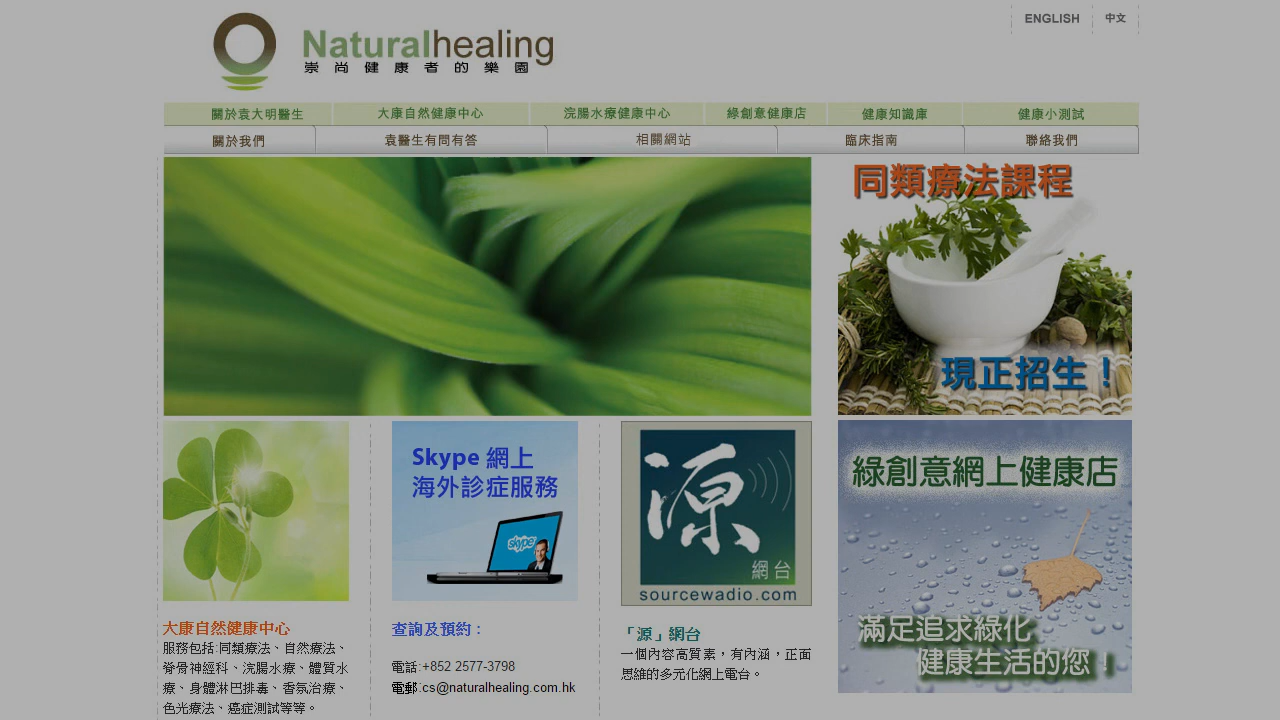 ENGLISH
中文
Naturalhealing
崇尚健康者的樂園
關於袁大明醫生
大康自然健康中心
浣腸水療健康中心
綠創意健康店
健康知識庫
健康小測試
關於我們
袁醫生有問有答
相關網站
臨床指南
聯絡我們
同類療法課程
現正招生！
Skype 網上
海外診症服務
skype
源
網台
sourcewadio.com
綠創意網上健康店
滿足追求綠化
健康生活的您！
大康自然健康中心
服務包括:同類療法、自然療法、
脊骨神經科、浣腸水療、鐳射水
療、身體淋巴排毒、香薰治療、
色光療法、癌症測試等等。
查詢及預約：
電話:+852 2577-3798
電郵:cs@naturalhealing.com.hk
「源」網台
一個內容高質素，有內涵，正面
思維的多元化網上電台。